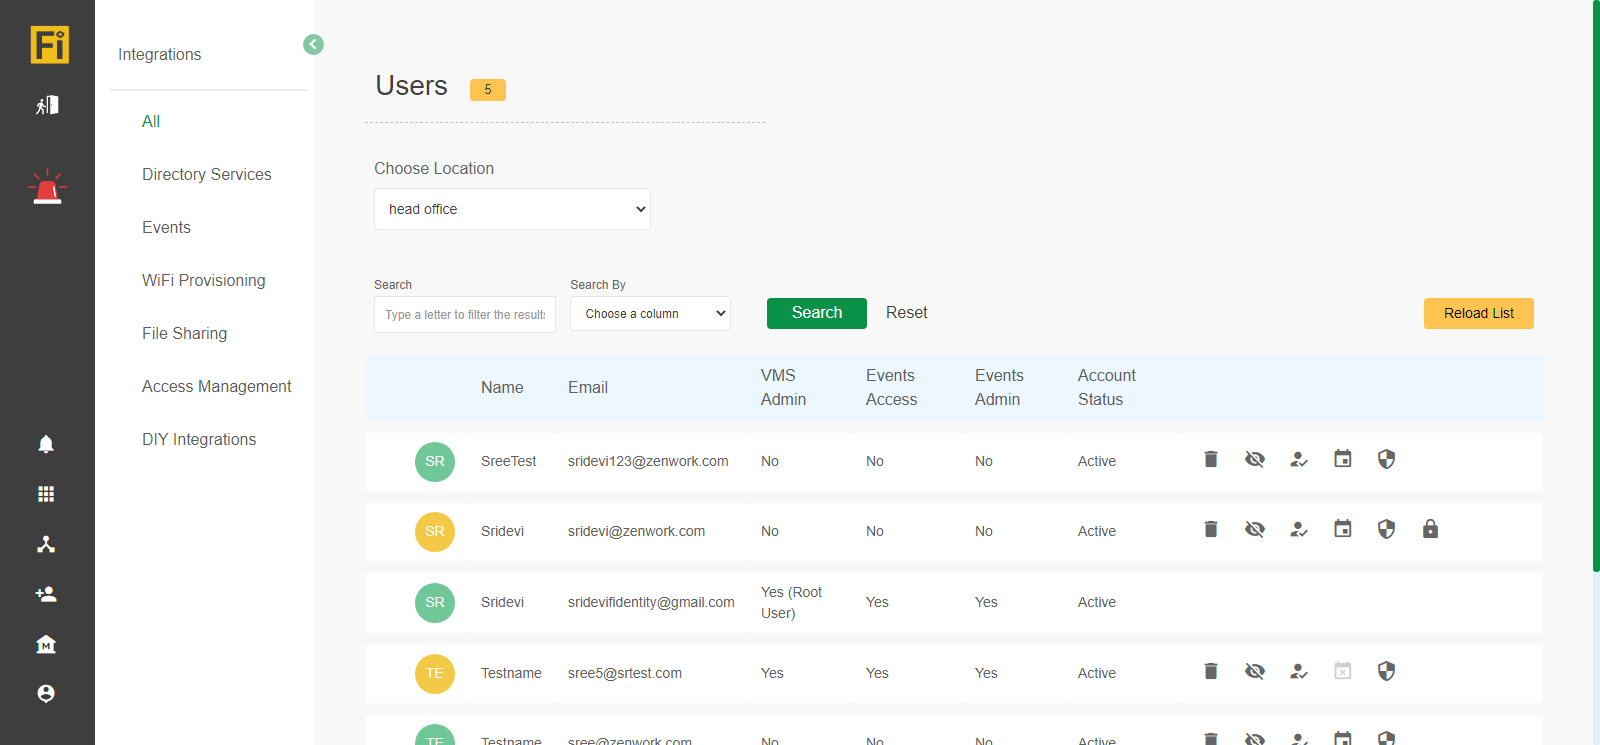 Fi
Integrations
All
Directory Services
Events
WiFi Provisioning
File Sharing
Access Management
DIY Integrations
M
Users 5
Choose Location
head office
Search Search By
Type a letter to filter the results Choose a column Search Reset Reload List
Name Email VMS Admin Events Access Events Admin Account Status
SR SreeTest sridevi123@zenwork.com No No No Active
SR Sridevi sridevi@zenwork.com No No No Active
SR Sridevi sridevifidentity@gmail.com Yes (Root User) Yes Yes Active
TE Testname sree5@srtest.com Yes Yes Yes Active
TE Testname sree@zenwork.com No No No Active